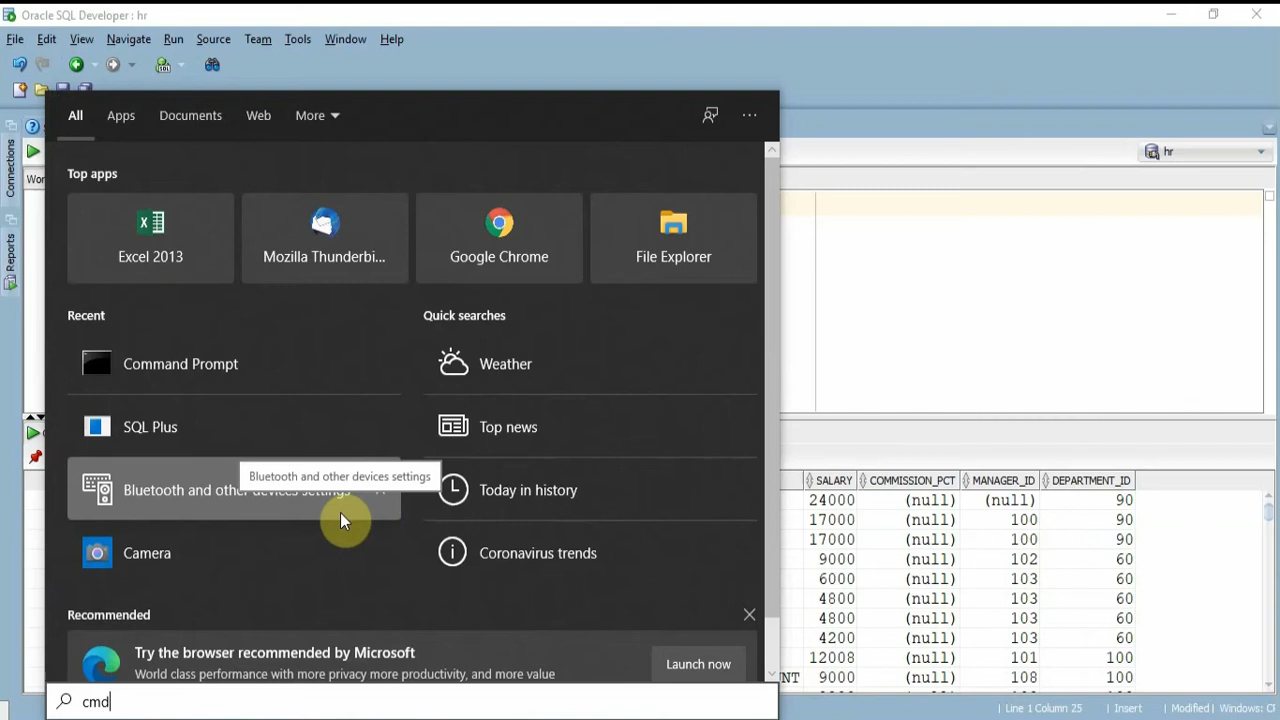 Oracle SQL Developer : hr
File Edit View Navigate Run Source Team Tools Window Help
All Apps Documents Web More
Connections
hr
Wor
Top apps
Excel 2013 Mozilla Thunderbi... Google Chrome File Explorer
Reports
Recent Quick searches
Command Prompt Weather
SQL Plus Top news
Bluetooth and other devices settings
Bluetooth and other devices settings Today in history
Camera Coronavirus trends
SALARY COMMISSION_PCT MANAGER_ID DEPARTMENT_ID
24000 (null) (null) 90
17000 (null) 100 90
17000 (null) 100 90
9000 (null) 102 60
6000 (null) 103 60
4800 (null) 103 60
4800 (null) 103 60
4200 (null) 103 60
12008 (null) 101 100
NT 9000 (null) 108 100
Recommended
Try the browser recommended by Microsoft
World class performance with more privacy more productivity, and more value
Launch now
cmd
Line 1 Column 25 Insert Modified Windows: CF